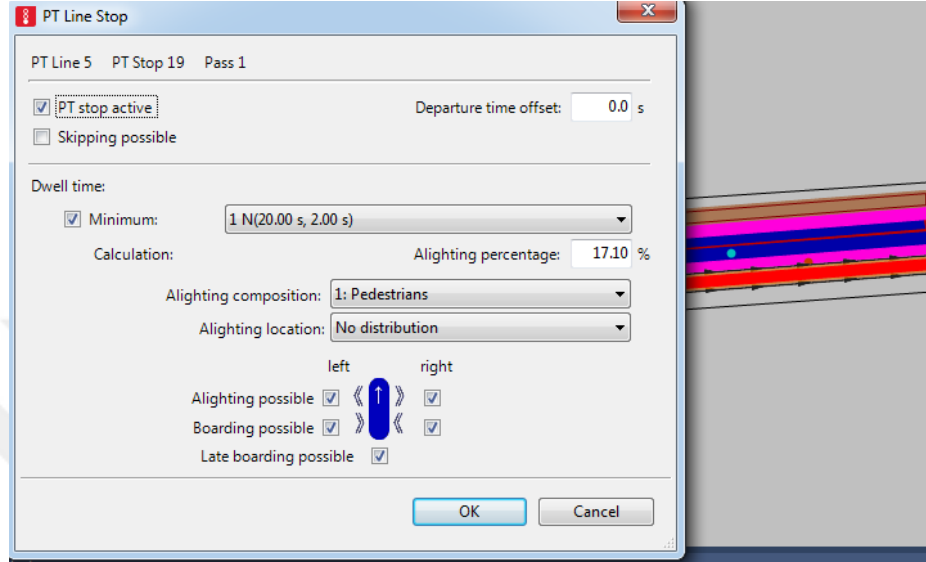 PT Line Stop
PT Line 5 PT Stop 19 Pass 1
PT stop active Departure time offset: 0.0 s
Skipping possible
Dwell time:
Minimum: 1 N(20.00 s, 2.00 s)
Calculation: Alighting percentage: 17.10 %
Alighting composition: 1: Pedestrians
Alighting location: No distribution
left right
Alighting possible
Boarding possible
Late boarding possible
OK Cancel